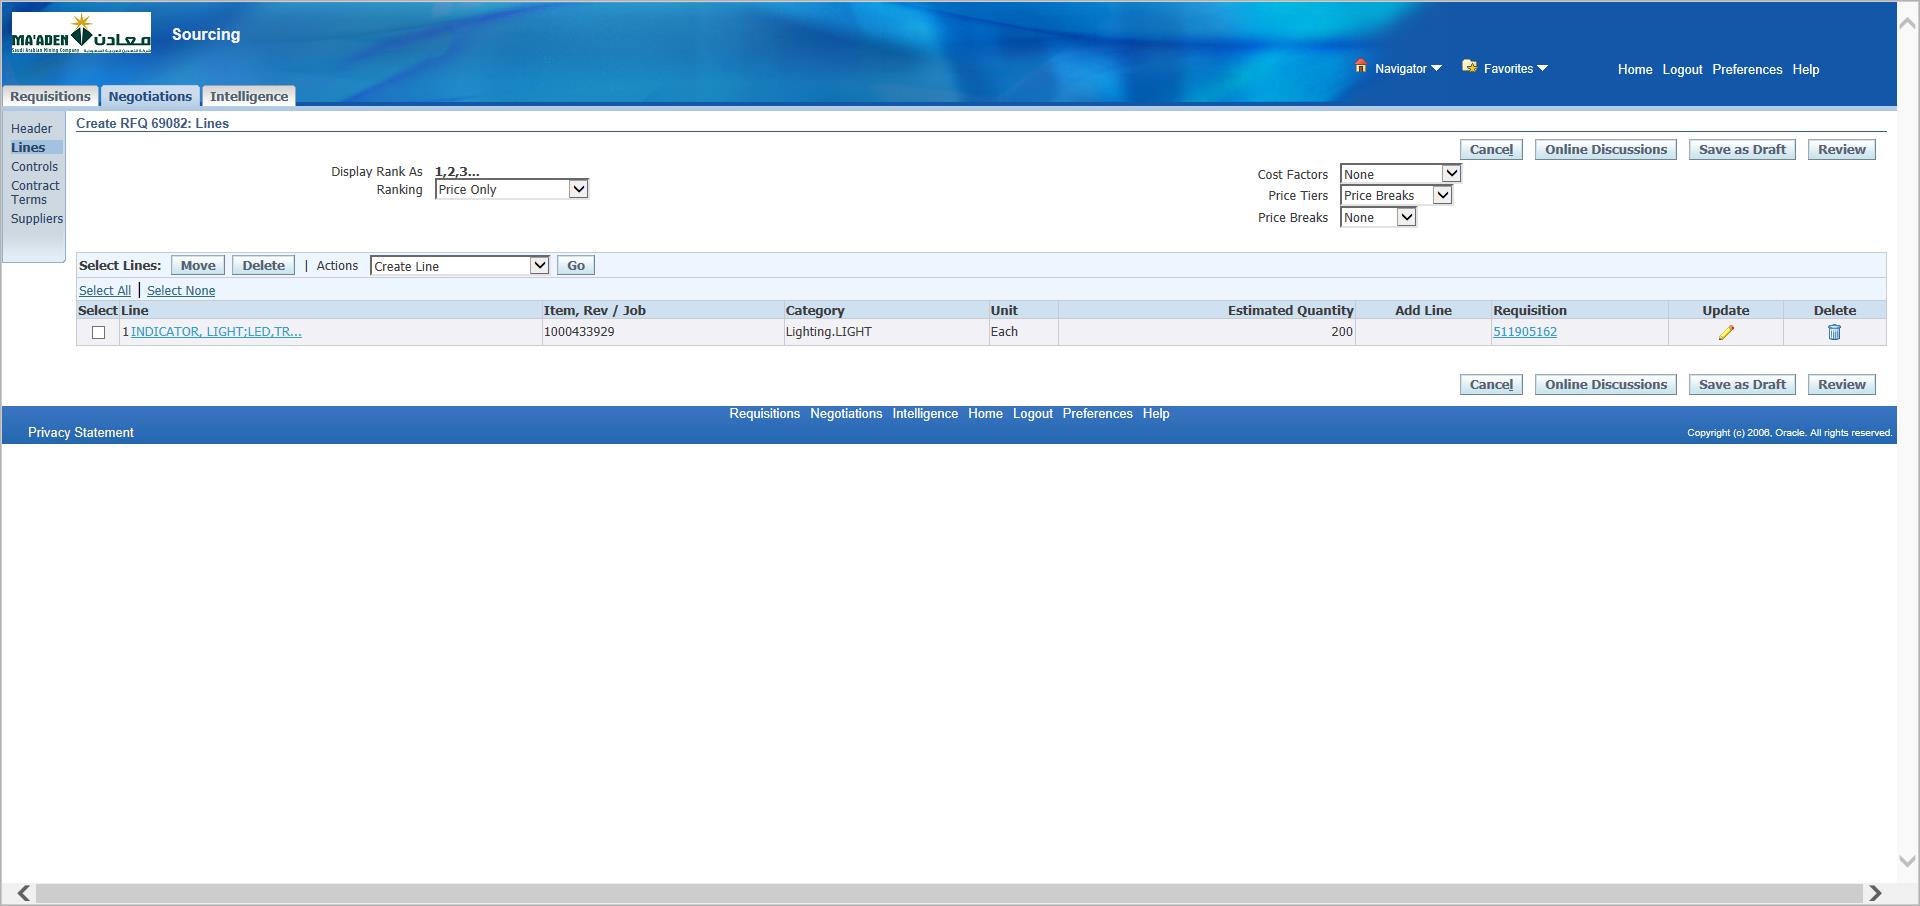 MA'ADEN معادن
Saudi Arabian Mining Company
Sourcing
Navigator
Favorites
Home Logout Preferences Help
Requisitions Negotiations Intelligence
Header
Lines
Controls
Contract
Terms
Suppliers
Create RFQ 69082: Lines
Cancel Online Discussions Save as Draft Review
Display Rank As 1,2,3...
Ranking Price Only
Cost Factors None
Price Tiers Price Breaks
Price Breaks None
Select Lines: Move Delete | Actions Create Line Go
Select All | Select None
Select Line Item, Rev / Job Category Unit Estimated Quantity Add Line Requisition Update Delete
1 INDICATOR, LIGHT;LED,TR... 1000433929 Lighting.LIGHT Each 200 511905162
Cancel Online Discussions Save as Draft Review
Requisitions Negotiations Intelligence Home Logout Preferences Help
Privacy Statement
Copyright (c) 2006, Oracle. All rights reserved.